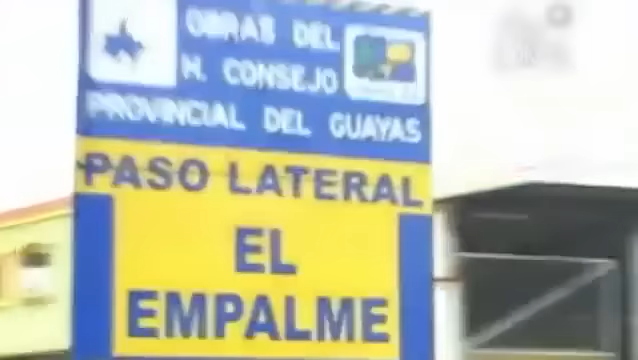 OBRAS DEL
H. CONSEJO
PROVINCIAL DEL GUAYAS
PASO LATERAL
EL
EMPALME